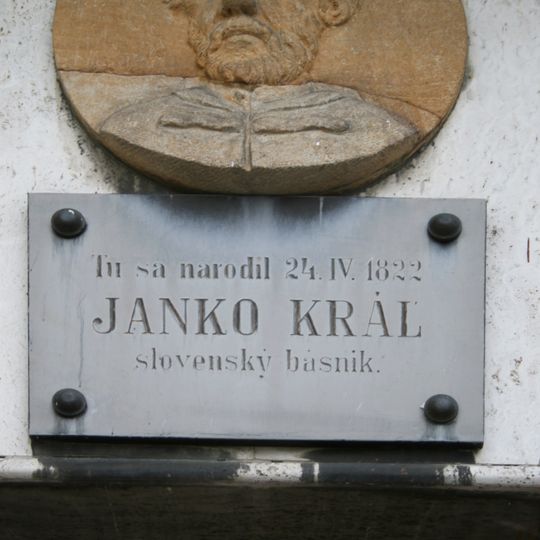 Tu sa narodil 24. IV. 1822
JANKO KRÁĽ
slovenský básnik.